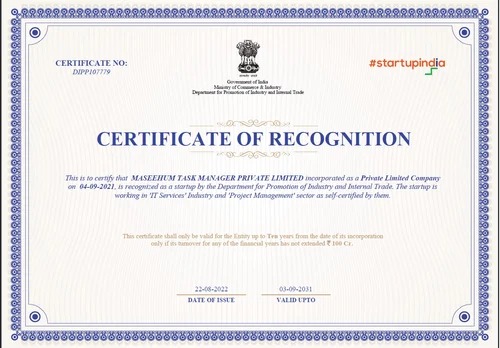 CERTIFICATE NO:
DIPP107779
#startupindia
Government of India
Ministry of Commerce & Industry
Department for Promotion of Industry and Internal Trade
CERTIFICATE OF RECOGNITION
This is to certify that MASEEHUM TASK MANAGER PRIVATE LIMITED incorporated as a Private Limited Company
on 04-09-2021, is recognized as a startup by the Department for Promotion of Industry and Internal Trade. The startup is
working in 'IT Services' Industry and 'Project Management' sector as self-certified by them.
This certificate shall only be valid for the Entity up to Ten years from the date of its incorporation
only if its turnover for any of the financial years has not exceeded ₹ 100 Cr.
22-08-2022
03-09-2031
DATE OF ISSUE
VALID UPTO